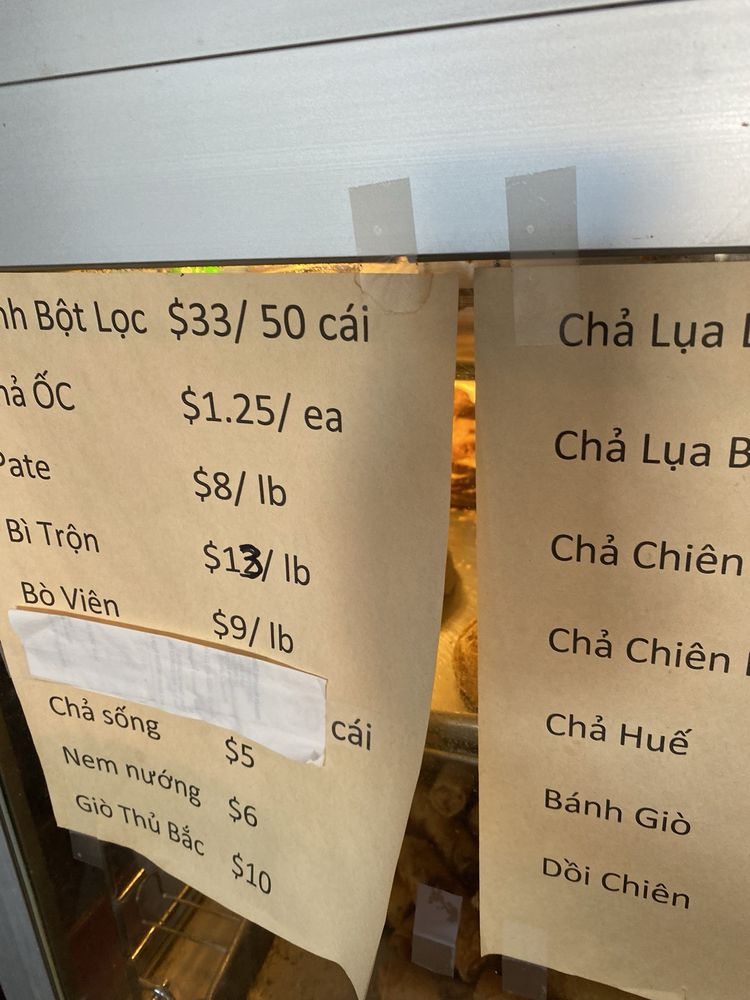 Bột Lọc $33/ 50 cái
ỐC $1.25/ ea
Pate $8/ lb
Bì Trộn $13/ lb
Bò Viên $9/ lb
cái
Chả sống $5
Nem nướng $6
Giò Thủ Bắc $10
Chả Lụa
Chả Lụa
Chả Chiên
Chả Chiên
Chả Huế
Bánh Giò
Dồi Chiên